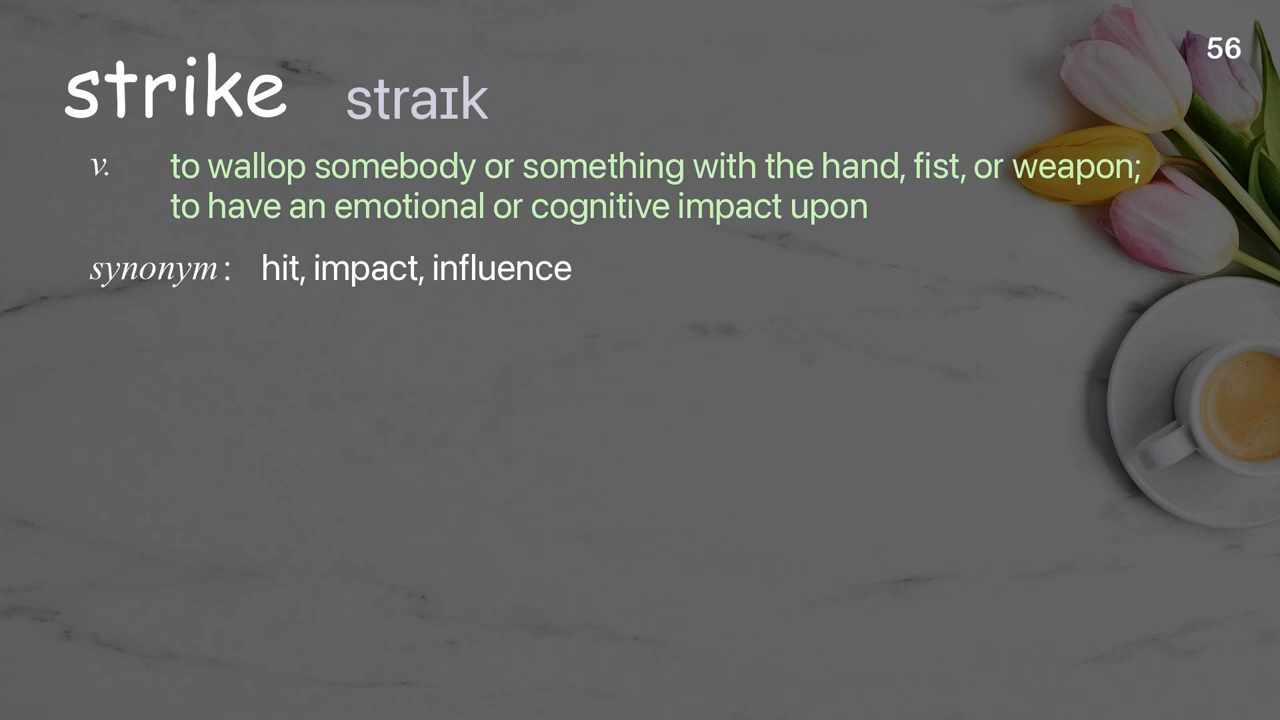 56
strike straɪk
v. to wallop somebody or something with the hand, fist, or weapon;
to have an emotional or cognitive impact upon
synonym: hit, impact, influence